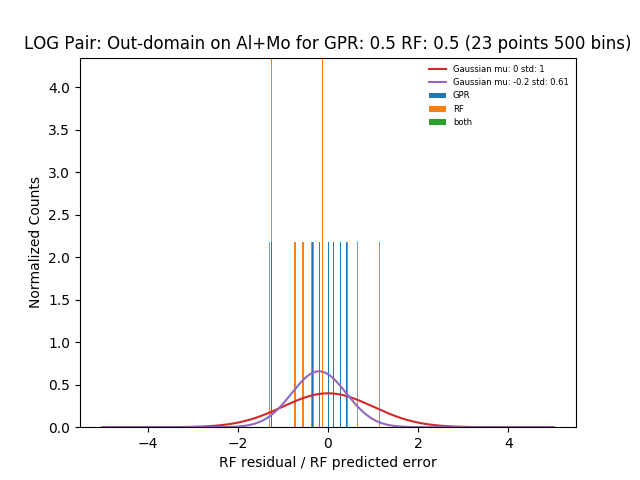 LOG Pair: Out-domain on Al+Mo for GPR: 0.5 RF: 0.5 (23 points 500 bins)
Gaussian mu: 0 std: 1
Gaussian mu: -0.2 std: 0.61
GPR
RF
both
Normalized Counts
4.0
3.5
3.0
2.5
2.0
1.5
1.0
0.5
0.0
−4 −2 0 2 4
RF residual / RF predicted error